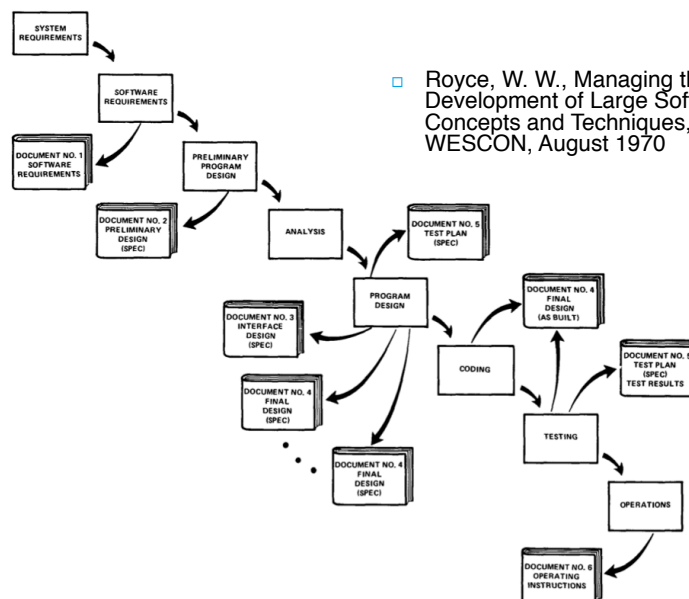 SYSTEM
REQUIREMENTS
SOFTWARE
REQUIREMENTS
Royce, W. W., Managing
Development of Large
Concepts and Techniques,
WESCON, August 1970
DOCUMENT NO. 1
SOFTWARE
REQUIREMENTS
PRELIMINARY
PROGRAM
DESIGN
DOCUMENT NO. 2
PRELIMINARY
DESIGN
(SPEC)
ANALYSIS
DOCUMENT NO. 5
TEST PLAN
(SPEC)
PROGRAM
DESIGN
DOCUMENT NO. 4
FINAL
DESIGN
(AS BUILT)
DOCUMENT NO. 3
INTERFACE
DESIGN
(SPEC)
CODING
DOCUMENT NO.
TEST PLAN
(SPEC)
TEST RESULTS
DOCUMENT NO. 4
FINAL
DESIGN
(SPEC)
TESTING
DOCUMENT NO. 4
FINAL
DESIGN
(SPEC)
OPERATIONS
DOCUMENT NO. 6
OPERATING
INSTRUCTIONS